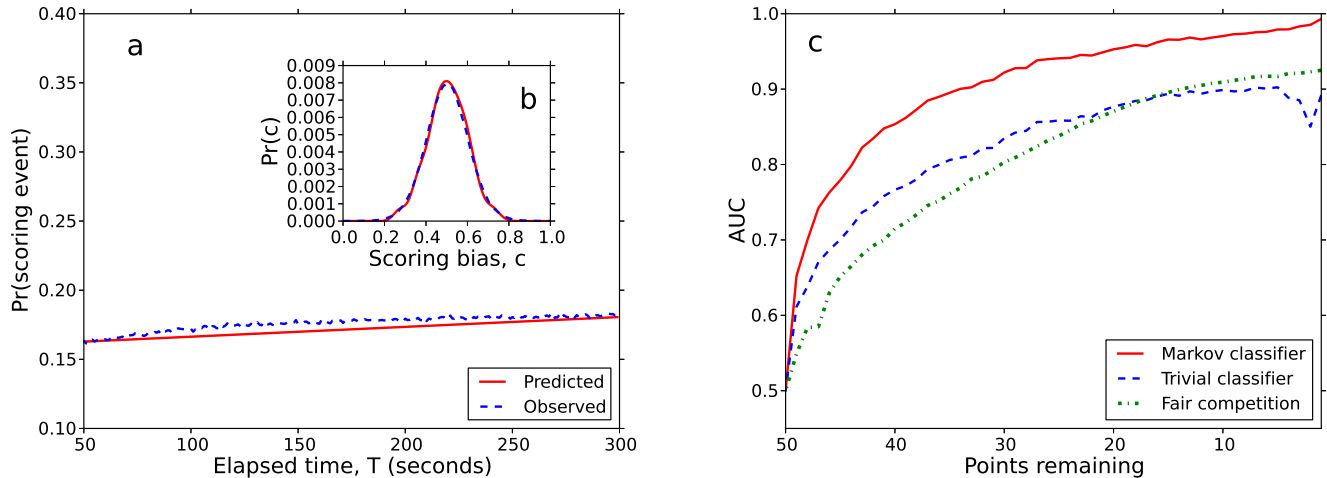 a
0.40
0.35
0.30
0.25
0.20
0.15
0.10
Pr(scoring event)
50
100
150
200
250
300
Elapsed time, T (seconds)
Predicted
Observed
b
0.009
0.008
0.007
0.006
0.005
0.004
0.003
0.002
0.001
0.000
Pr(c)
0.0
0.2
0.4
0.6
0.8
1.0
Scoring bias, c
c
1.0
0.9
0.8
0.7
0.6
0.5
AUC
50
40
30
20
10
Points remaining
Markov classifier
Trivial classifier
Fair competition